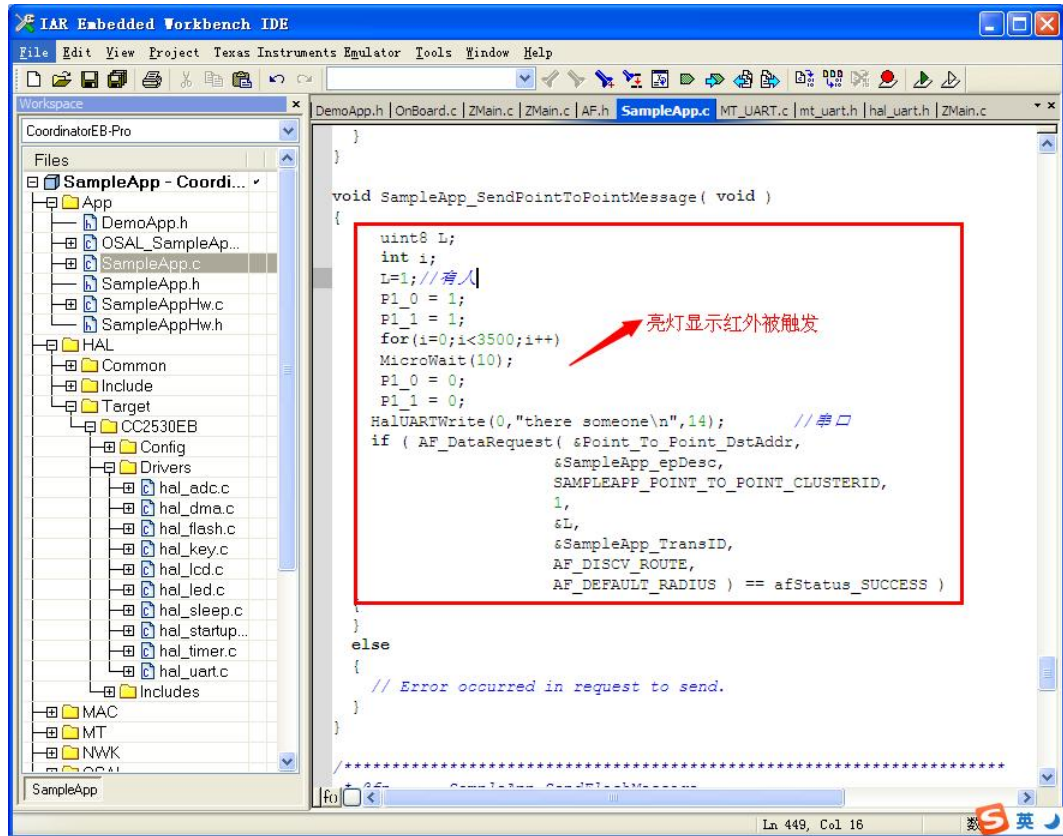 IAR Embedded Workbench IDE
File Edit View Project Texas Instruments Emulator Tools Window Help
Workspace
CoordinatorEB-Pro
Files
SampleApp - Coordi...
App
DemoApp.h
OSAL_SampleAp...
SampleApp.c
SampleApp.h
SampleAppHw.c
SampleAppHw.h
HAL
Common
Include
Target
CC2530EB
Config
Drivers
hal_adc.c
hal_dma.c
hal_flash.c
hal_key.c
hal_lcd.c
hal_led.c
hal_sleep.c
hal_startup...
hal_timer.c
hal_uart.c
Includes
MAC
MT
NWK
OSAL
SampleApp
DemoApp.h | OnBoard.c | ZMain.c | ZMain.c | AF.h SampleApp.c MT_UART.c | mt_uart.h | hal_uart.h | ZMain.c
}
}
void SampleApp_SendPointToPointMessage( void )
{
uint8 L;
int i;
L=1;//有人
P1_0 = 1;
P1_1 = 1;
亮灯显示红外被触发
for(i=0;i<3500;i++)
MicroWait(10);
P1_0 = 0;
P1_1 = 0;
HalUARTWrite(0,"there someone\n",14); //串口
if ( AF_DataRequest( &Point_To_Point_DstAddr,
&SampleApp_epDesc,
SAMPLEAPP_POINT_TO_POINT_CLUSTERID,
1,
&L,
&SampleApp_TransID,
AF_DISCV_ROUTE,
AF_DEFAULT_RADIUS ) == afStatus_SUCCESS )
{
}
else
{
// Error occurred in request to send.
}
}
/*********************************************************************
* @fn SampleApp_SendFlashMessage
f0
Ln 449, Col 16
数
S 英